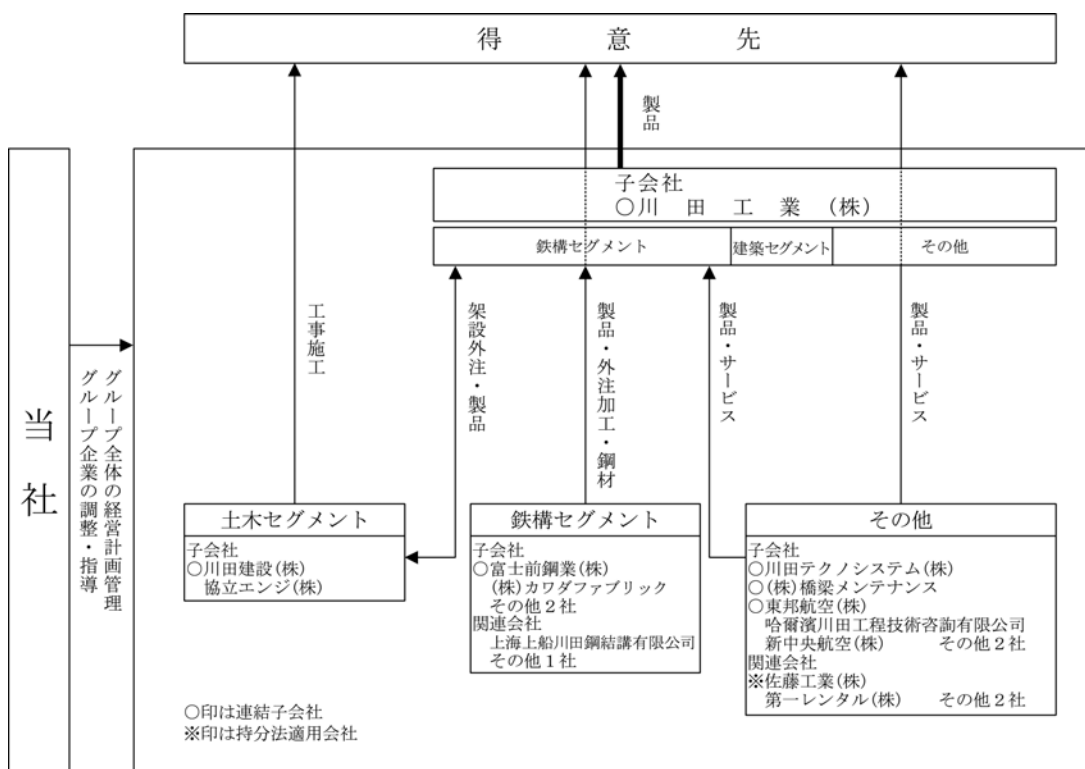 得意先
製品
子会社
○川田工業(株)
鉄構セグメント
建築セグメント
その他
工事施工
架設外注・製品
製品・外注加工・鋼材
製品・サービス
製品・サービス
当社
グループ全体の経営計画管理
グループ企業の調整・指導
土木セグメント
子会社
○川田建設(株)
協立エンジ(株)
鉄構セグメント
子会社
○富士前鋼業(株)
(株)カワダファブリック
その他2社
関連会社
上海上船川田鋼結講有限公司
その他1社
その他
子会社
○川田テクノシステム(株)
○(株)橋梁メンテナンス
○東邦航空(株)
哈爾濱川田工程技術咨詢有限公司
新中央航空(株) その他2社
関連会社
※佐藤工業(株)
第一レンタル(株) その他2社
○印は連結子会社
※印は持分法適用会社